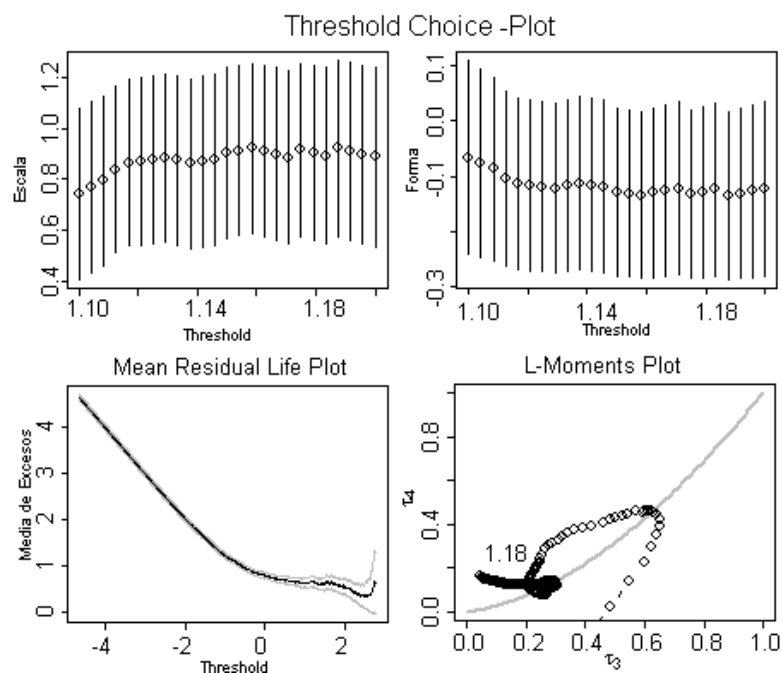 Threshold Choice -Plot
Escala
0.4 0.6 0.8 1.0 1.2
1.10 1.14 1.18
Threshold
Forma
-0.3 -0.1 0.0 0.1
1.10 1.14 1.18
Threshold
Mean Residual Life Plot
Media de Excesos
0 1 2 3 4
-4 -2 0 2
Threshold
L-Moments Plot
τ4
0.0 0.4 0.8
1.18
0.0 0.2 0.4 0.6 0.8 1.0
τ3